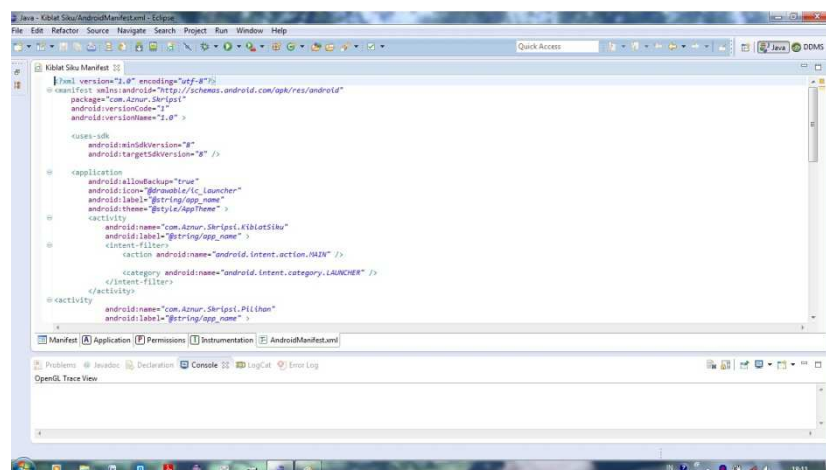 Java - Kiblat Siku/AndroidManifest.xml - Eclipse
File Edit Refactor Source Navigate Search Project Run Window Help
Quick Access Java DDMS
Kiblat Siku Manifest
<?xml version="1.0" encoding="utf-8"?>
<manifest xmlns:android="http://schemas.android.com/apk/res/android"
package="com.Aznur.Skripsi"
android:versionCode="1"
android:versionName="1.0" >
<uses-sdk
android:minSdkVersion="8"
android:targetSdkVersion="8" />
<application
android:allowBackup="true"
android:icon="@drawable/ic_launcher"
android:label="@string/app_name"
android:theme="@style/AppTheme" >
<activity
android:name="com.Aznur.Skripsi.KiblatSiku"
android:label="@string/app_name" >
<intent-filter>
<action android:name="android.intent.action.MAIN" />
<category android:name="android.intent.category.LAUNCHER" />
</intent-filter>
</activity>
<activity
android:name="com.Aznur.Skripsi.Pilihan"
android:label="@string/app_name" >
Manifest A Application P Permissions I Instrumentation AndroidManifest.xml
Problems @ Javadoc Declaration Console LogCat Error Log
OpenGL Trace View
IN 18:13